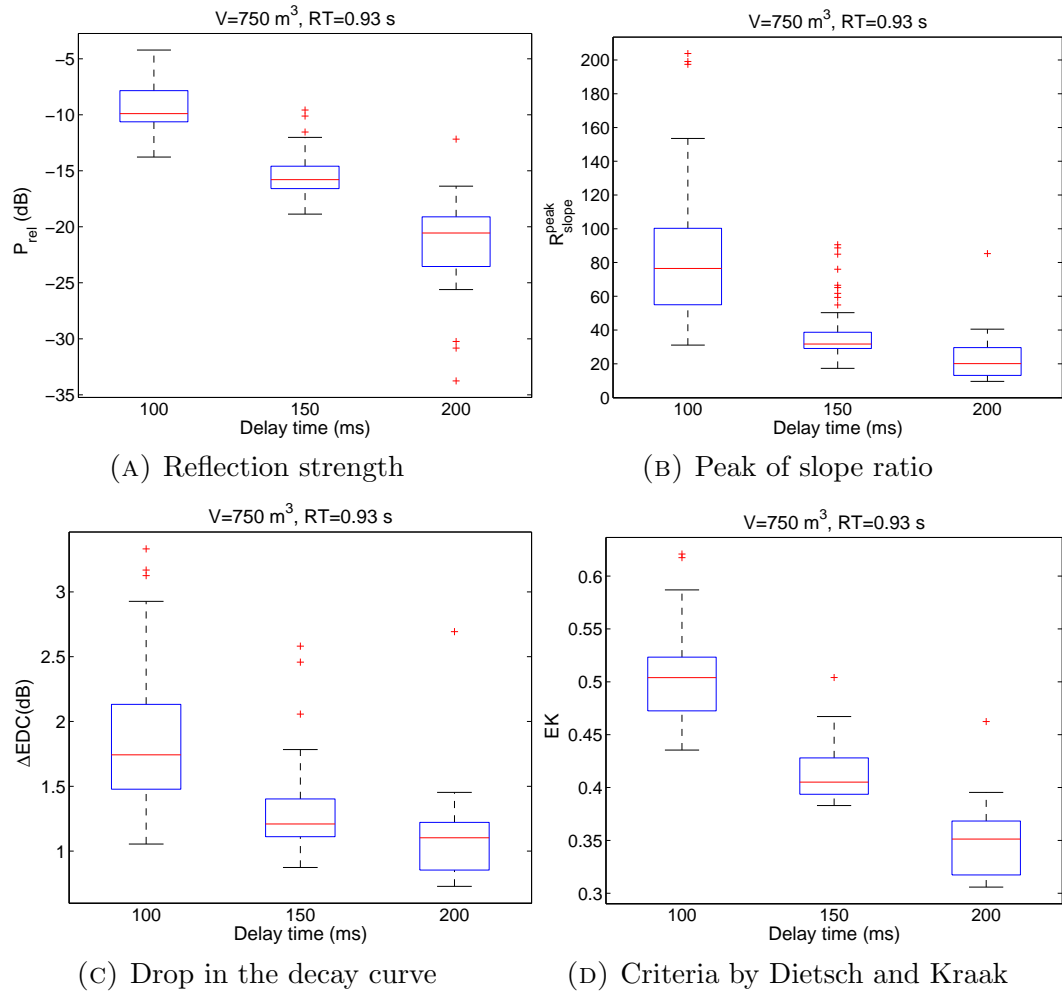 V=750 m³, RT=0.93 s
−5
−10
−15
−20
−25
−30
−35
P_rel (dB)
100 150 200
Delay time (ms)
(A) Reflection strength
V=750 m³, RT=0.93 s
200
180
160
140
120
100
80
60
40
20
0
R_slope^peak
100 150 200
Delay time (ms)
(B) Peak of slope ratio
V=750 m³, RT=0.93 s
3
2.5
2
1.5
1
ΔEDC(dB)
100 150 200
Delay time (ms)
(C) Drop in the decay curve
V=750 m³, RT=0.93 s
0.6
0.55
0.5
0.45
0.4
0.35
0.3
EK
100 150 200
Delay time (ms)
(D) Criteria by Dietsch and Kraak